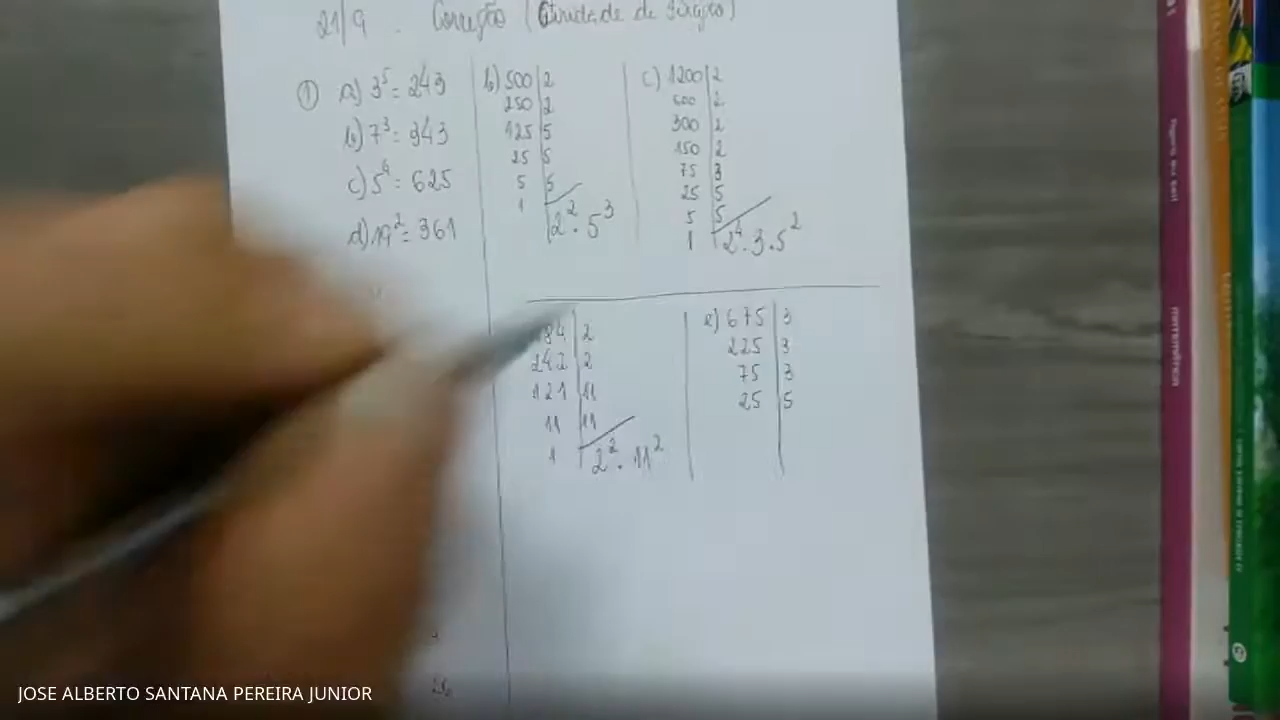 21/9 . Correção (Atividade de
① a) 3⁵ = 243
b) 7³ = 343
c) 5⁴ = 625
d) 19² = 361
b) 500 | 2
250 | 2
125 | 5
25 | 5
5 | 5
1 | 2² . 5³
c) 1200 | 2
600 | 2
300 | 2
150 | 2
75 | 3
25 | 5
5 | 5
1 | 2⁴ . 3 . 5²
84 | 2
242 | 2
121 | 11
11 | 11
1 | 2² . 11²
e) 675 | 3
225 | 3
75 | 3
25 | 5
JOSE ALBERTO SANTANA PEREIRA JUNIOR